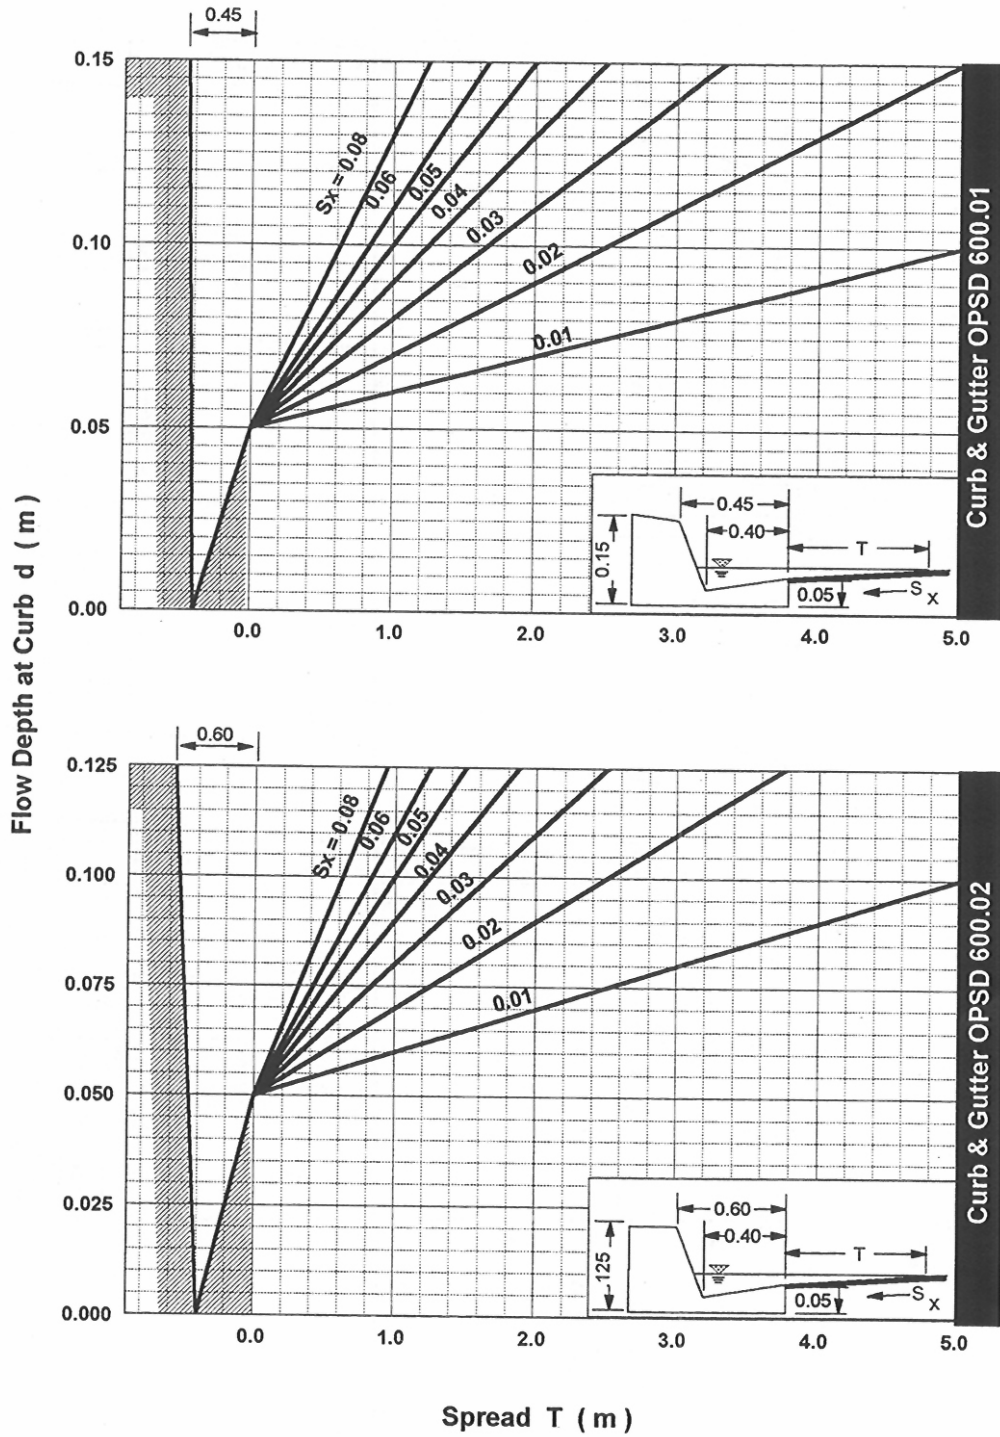 0.45
0.15
0.10
0.05
0.00
Sx = 0.08
0.06
0.05
0.04
0.03
0.02
0.01
0.45
0.40
T
0.15
0.05
S X
0.0 1.0 2.0 3.0 4.0 5.0
Curb & Gutter OPSD 600.01
Flow Depth at Curb d ( m )
0.60
0.125
0.100
0.075
0.050
0.025
0.000
Sx = 0.08
0.06
0.05
0.04
0.03
0.02
0.01
0.60
0.40
T
.125
0.05
S X
0.0 1.0 2.0 3.0 4.0 5.0
Curb & Gutter OPSD 600.02
Spread T ( m )